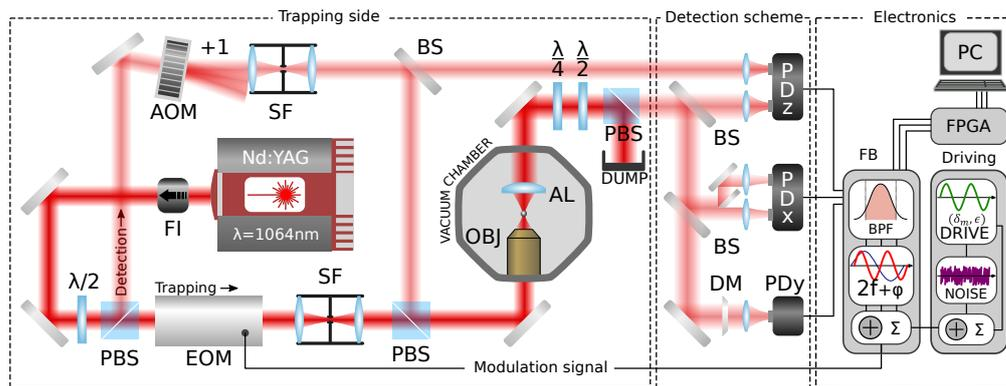 Trapping side
Detection scheme
Electronics
+1
AOM
SF
BS
λ/4
λ/2
PBS
DUMP
BS
PDz
PC
FPGA
Nd:YAG
λ=1064nm
FI
VACUUM CHAMBER
AL
OBJ
BS
PDx
FB
Driving
BPF
(δm,ϵ)
DRIVE
2f+φ
NOISE
Σ
Σ
Detection→
λ/2
Trapping →
SF
DM
PDy
PBS
EOM
PBS
Modulation signal